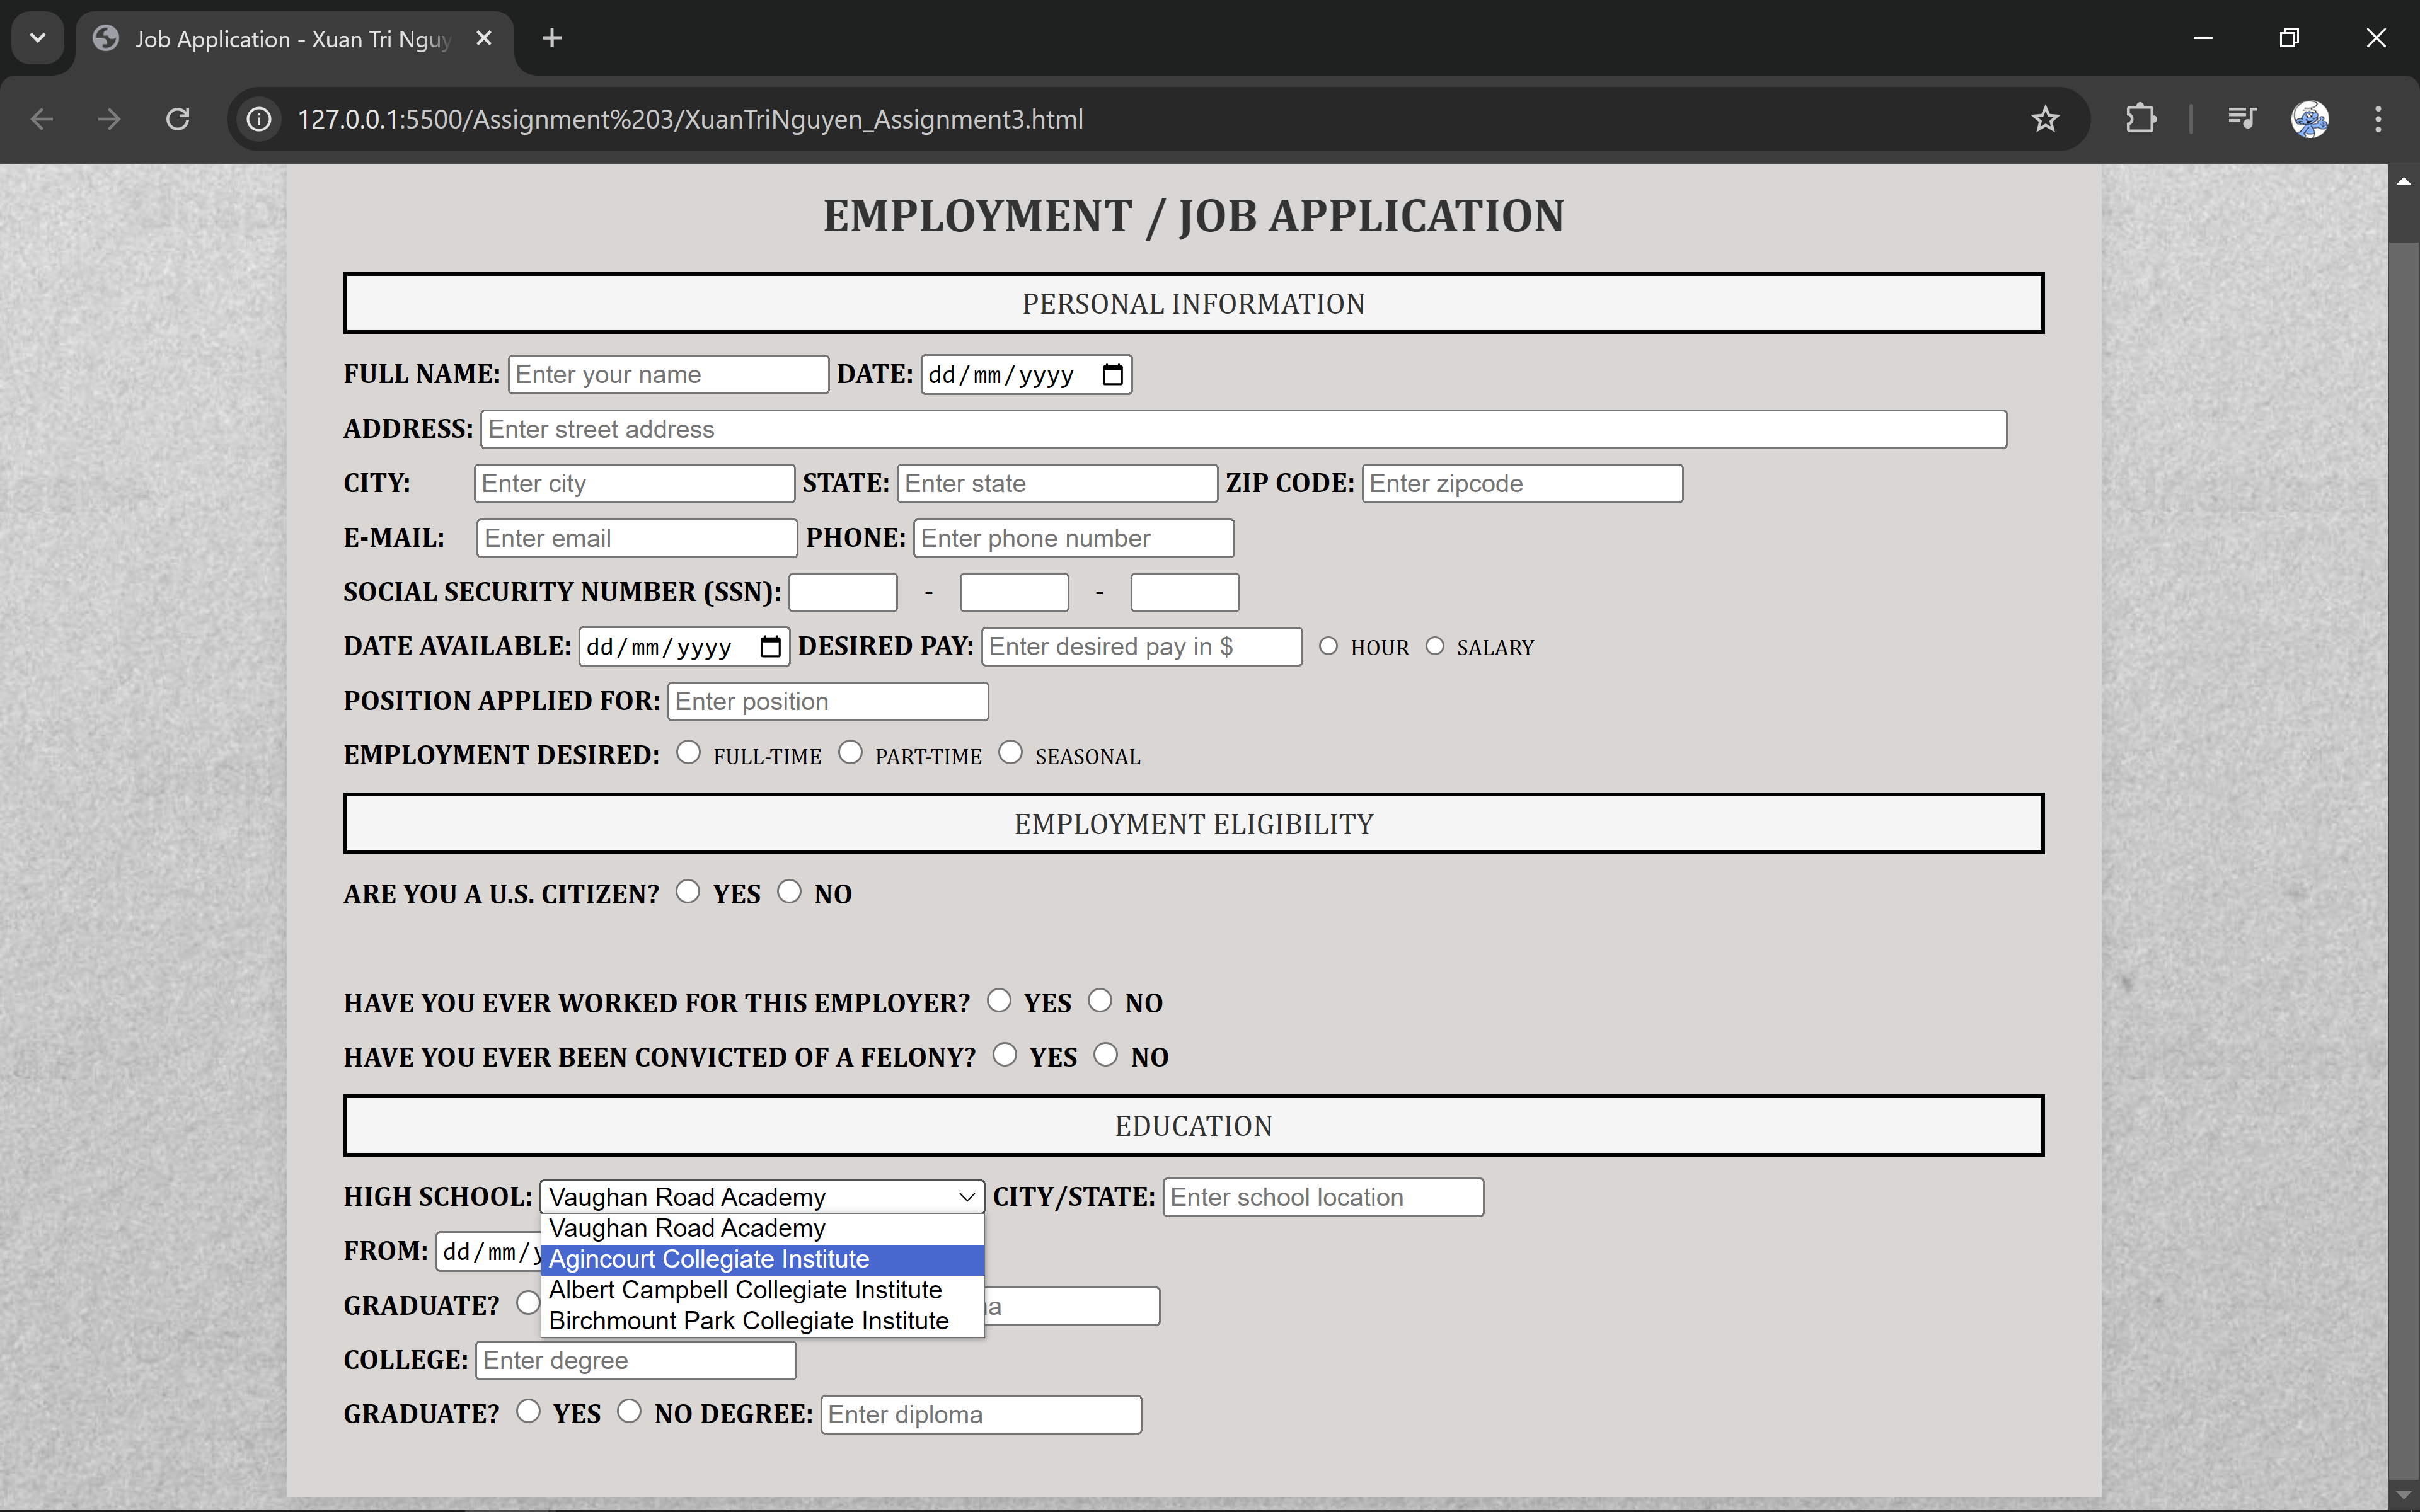 Job Application - Xuan Tri Nguy
127.0.0.1:5500/Assignment%203/XuanTriNguyen_Assignment3.html
EMPLOYMENT / JOB APPLICATION
PERSONAL INFORMATION
FULL NAME: Enter your name DATE: dd/mm/yyyy
ADDRESS: Enter street address
CITY: Enter city STATE: Enter state ZIP CODE: Enter zipcode
E-MAIL: Enter email PHONE: Enter phone number
SOCIAL SECURITY NUMBER (SSN): - -
DATE AVAILABLE: dd/mm/yyyy DESIRED PAY: Enter desired pay in $ HOUR SALARY
POSITION APPLIED FOR: Enter position
EMPLOYMENT DESIRED: FULL-TIME PART-TIME SEASONAL
EMPLOYMENT ELIGIBILITY
ARE YOU A U.S. CITIZEN? YES NO
HAVE YOU EVER WORKED FOR THIS EMPLOYER? YES NO
HAVE YOU EVER BEEN CONVICTED OF A FELONY? YES NO
EDUCATION
HIGH SCHOOL: Vaughan Road Academy CITY/STATE: Enter school location
Vaughan Road Academy
FROM: dd/mm/y
Agincourt Collegiate Institute
Albert Campbell Collegiate Institute
GRADUATE? a
Birchmount Park Collegiate Institute
COLLEGE: Enter degree
GRADUATE? YES NO DEGREE: Enter diploma